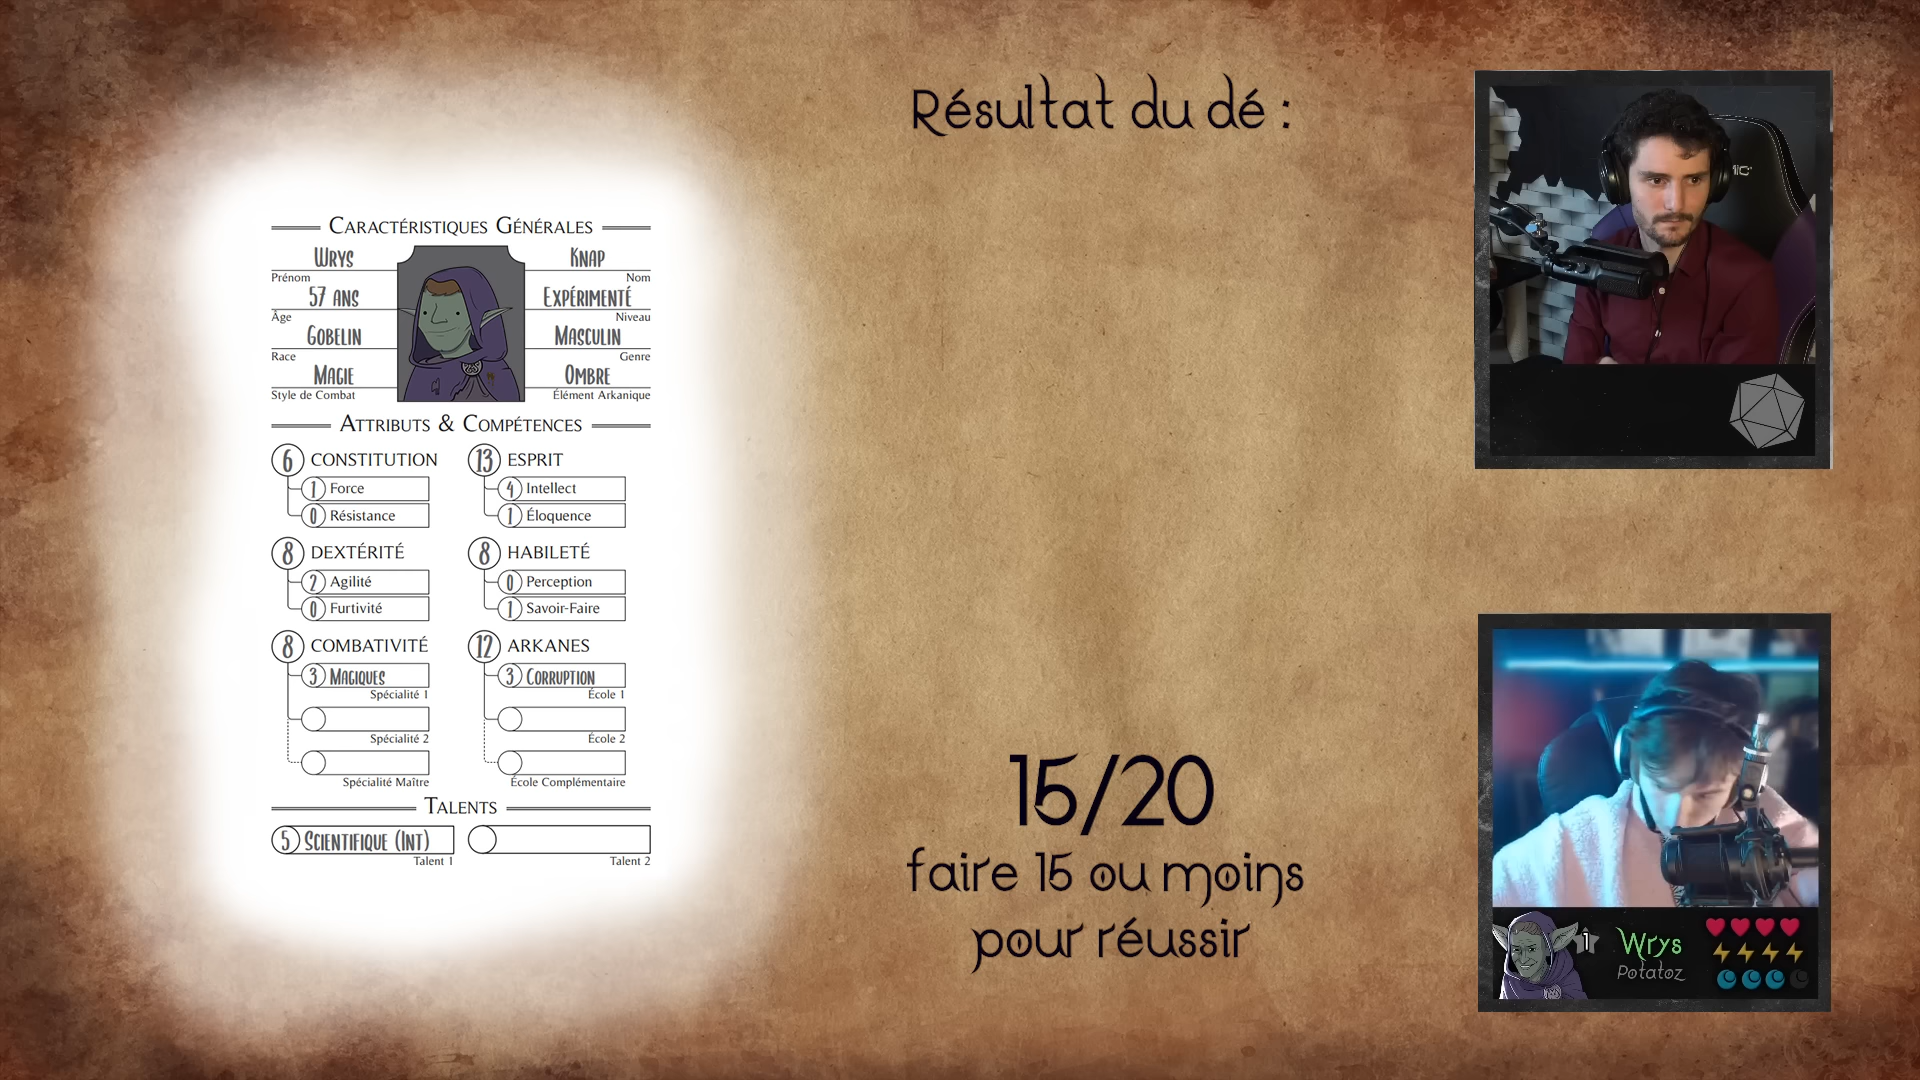 Caractéristiques Générales
Wrys
Prénom
Knap
Nom
57 ans
Âge
Expérimenté
Niveau
Gobelin
Race
Masculin
Genre
Magie
Style de Combat
Ombre
Élément Arkanique
Attributs & Compétences
6 CONSTITUTION
1 Force
0 Résistance
13 ESPRIT
4 Intellect
1 Éloquence
8 DEXTÉRITÉ
2 Agilité
0 Furtivité
8 HABILETÉ
0 Perception
1 Savoir-Faire
8 COMBATIVITÉ
3 Magiques
Spécialité 1
Spécialité 2
Spécialité Maître
12 ARKANES
3 Corruption
École 1
École 2
École Complémentaire
Talents
5 Scientifique (Int)
Talent 1
Talent 2
Résultat du dé :
15/20
faire 15 ou moins
pour réussir
1
Wrys
Potatoz